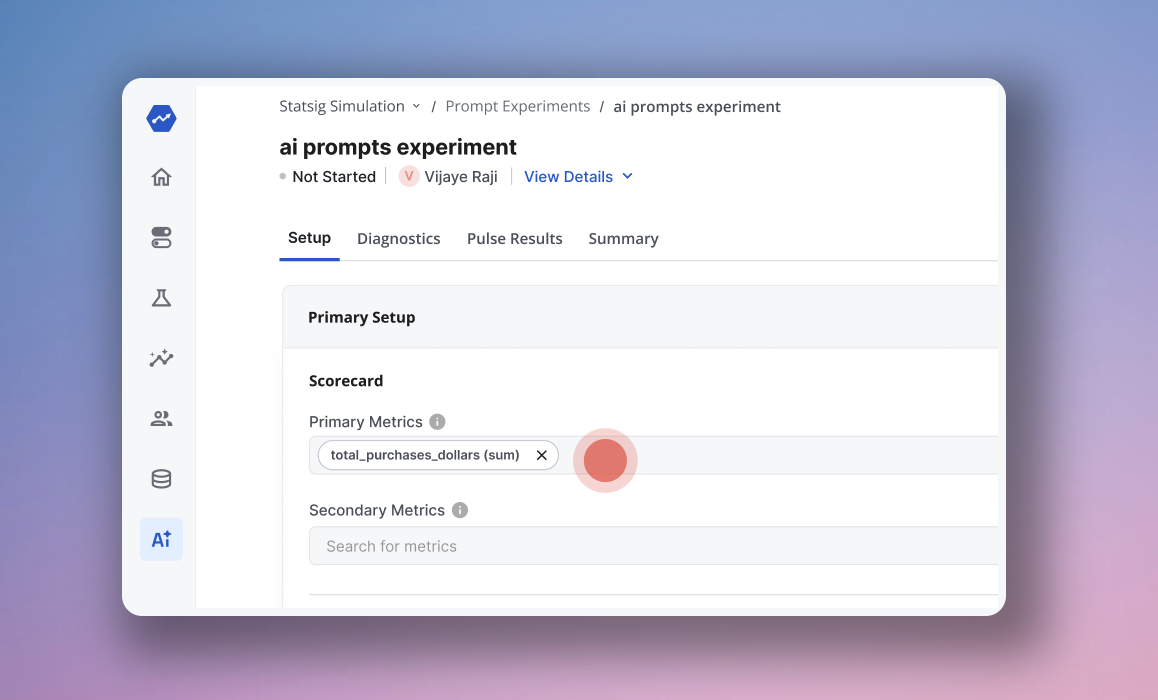 Statsig Simulation / Prompt Experiments / ai prompts experiment
ai prompts experiment
Not Started V Vijaye Raji View Details
Setup Diagnostics Pulse Results Summary
Primary Setup
Scorecard
Primary Metrics i
total_purchases_dollars (sum)
Secondary Metrics i
Search for metrics
AI